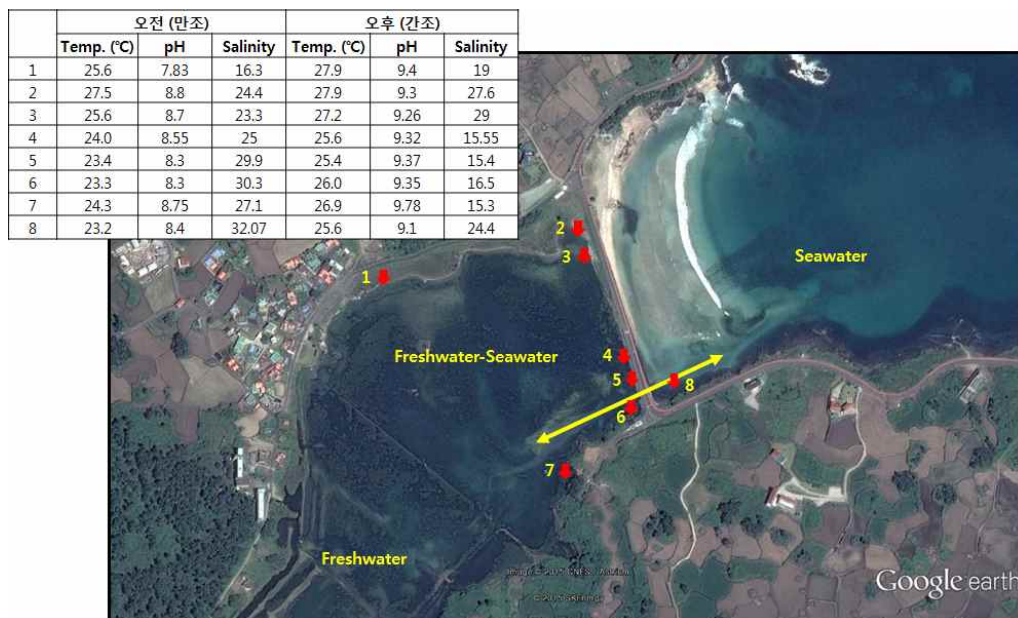 오전 (만조) 오후 (간조)
Temp. (℃) pH Salinity Temp. (℃) pH Salinity
1 25.6 7.83 16.3 27.9 9.4 19
2 27.5 8.8 24.4 27.9 9.3 27.6
3 25.6 8.7 23.3 27.2 9.26 29
4 24.0 8.55 25 25.6 9.32 15.55
5 23.4 8.3 29.9 25.4 9.37 15.4
6 23.3 8.3 30.3 26.0 9.35 16.5
7 24.3 8.75 27.1 26.9 9.78 15.3
8 23.2 8.4 32.07 25.6 9.1 24.4
2
3
Seawater
1
Freshwater-Seawater
4
5
8
6
7
Freshwater
Google earth